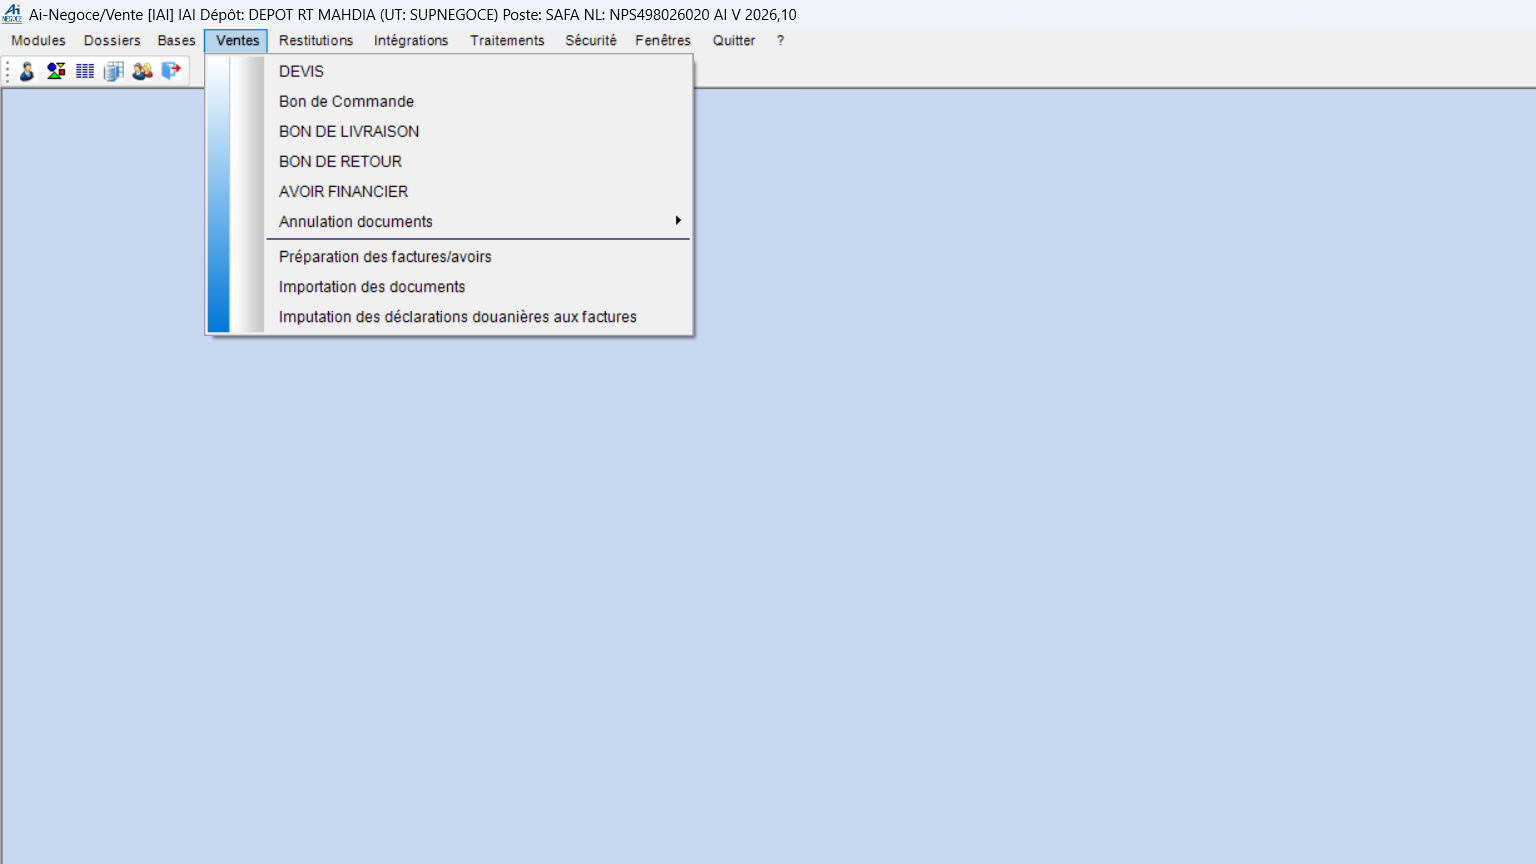 Ai-Negoce/Vente [IAI] IAI Dépôt: DEPOT RT MAHDIA (UT: SUPNEGOCE) Poste: SAFA NL: NPS498026020 AI V 2026,10
Modules Dossiers Bases Ventes Restitutions Intégrations Traitements Sécurité Fenêtres Quitter ?
DEVIS
Bon de Commande
BON DE LIVRAISON
BON DE RETOUR
AVOIR FINANCIER
Annulation documents
Préparation des factures/avoirs
Importation des documents
Imputation des déclarations douanières aux factures